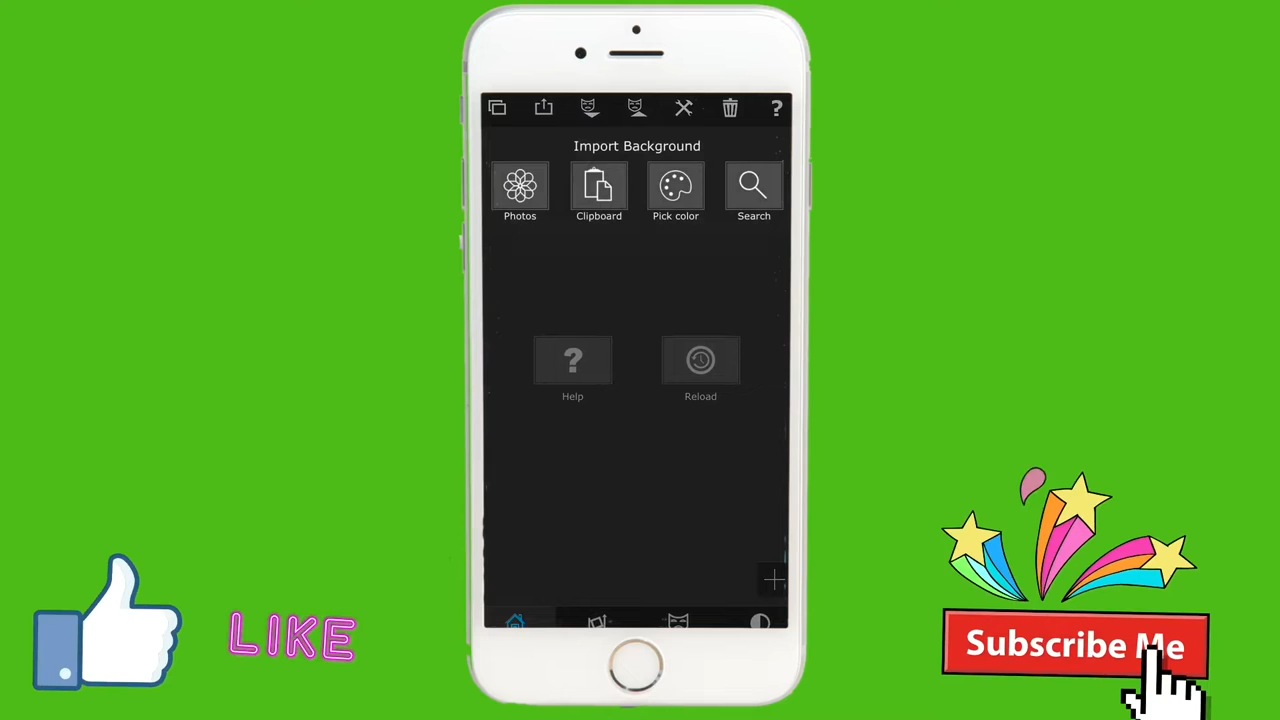 ?
Import Background
Photos Clipboard Pick color Search
?
Help Reload
LIKE
Subscribe Me